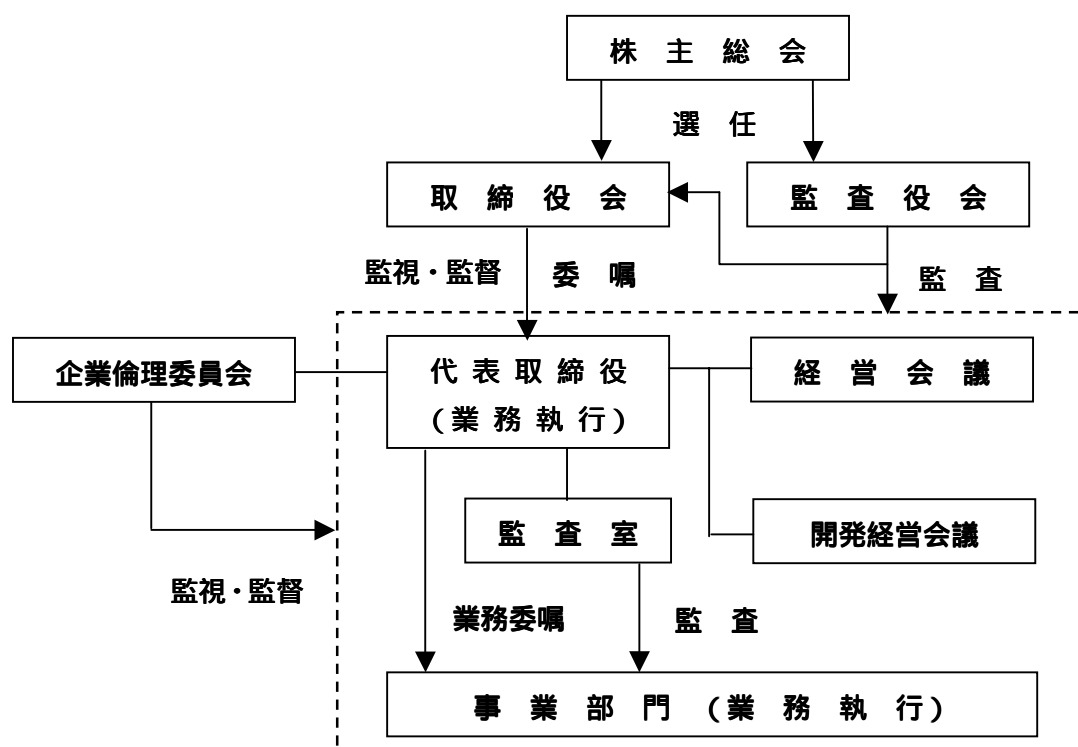 株 主 総 会
選 任
取 締 役 会
監 査 役 会
監視・監督
委 嘱
監 査
企業倫理委員会
代 表 取 締 役
(業 務 執 行)
経 営 会 議
監 査 室
開発経営会議
監視・監督
業務委嘱
監 査
事 業 部 門 (業 務 執 行)